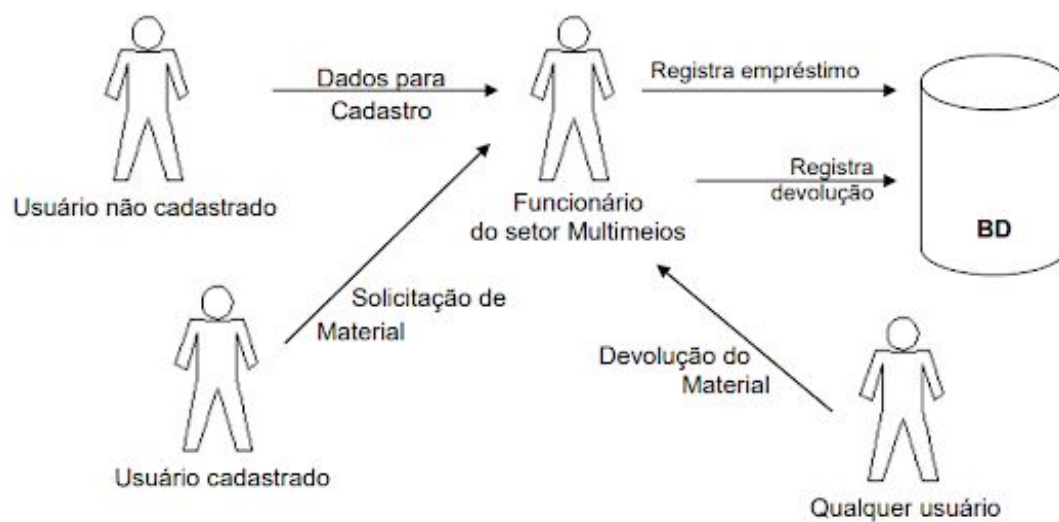 Dados para
Cadastro
Registra empréstimo
Registra
devolução
Usuário não cadastrado
Funcionário
do setor Multimeios
BD
Solicitação de
Material
Devolução do
Material
Usuário cadastrado
Qualquer usuário